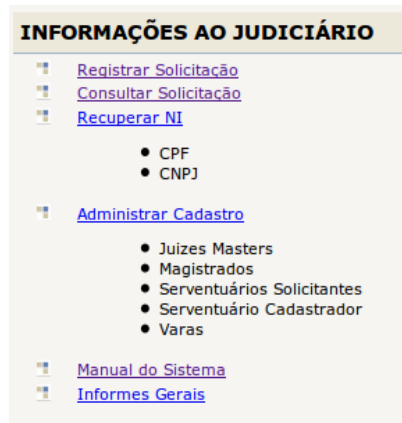 INFORMAÇÕES AO JUDICIÁRIO
Registrar Solicitação
Consultar Solicitação
Recuperar NI
CPF
CNPJ
Administrar Cadastro
Juizes Masters
Magistrados
Serventuários Solicitantes
Serventuário Cadastrador
Varas
Manual do Sistema
Informes Gerais